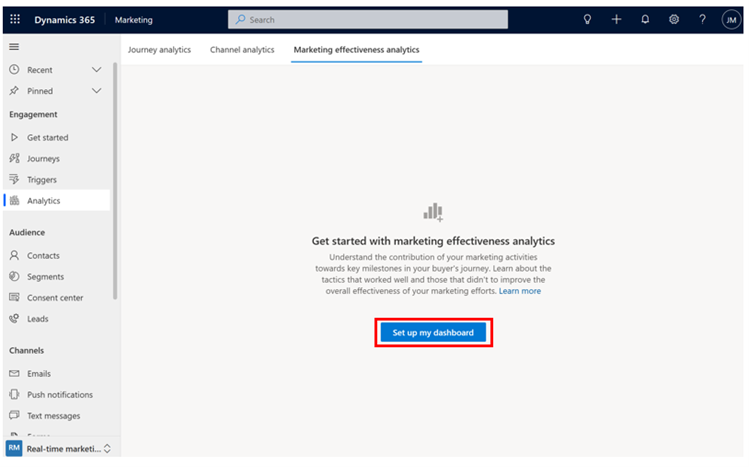 Dynamics 365
Marketing
Search
JM
Journey analytics
Channel analytics
Marketing effectiveness analytics
Recent
Pinned
Engagement
Get started
Journeys
Triggers
Analytics
Audience
Contacts
Segments
Consent center
Leads
Channels
Emails
Push notifications
Text messages
RM
Real-time marketi...
Get started with marketing effectiveness analytics
Understand the contribution of your marketing activities
towards key milestones in your buyer's journey. Learn about the
tactics that worked well and those that didn't to improve the
overall effectiveness of your marketing efforts. Learn more
Set up my dashboard